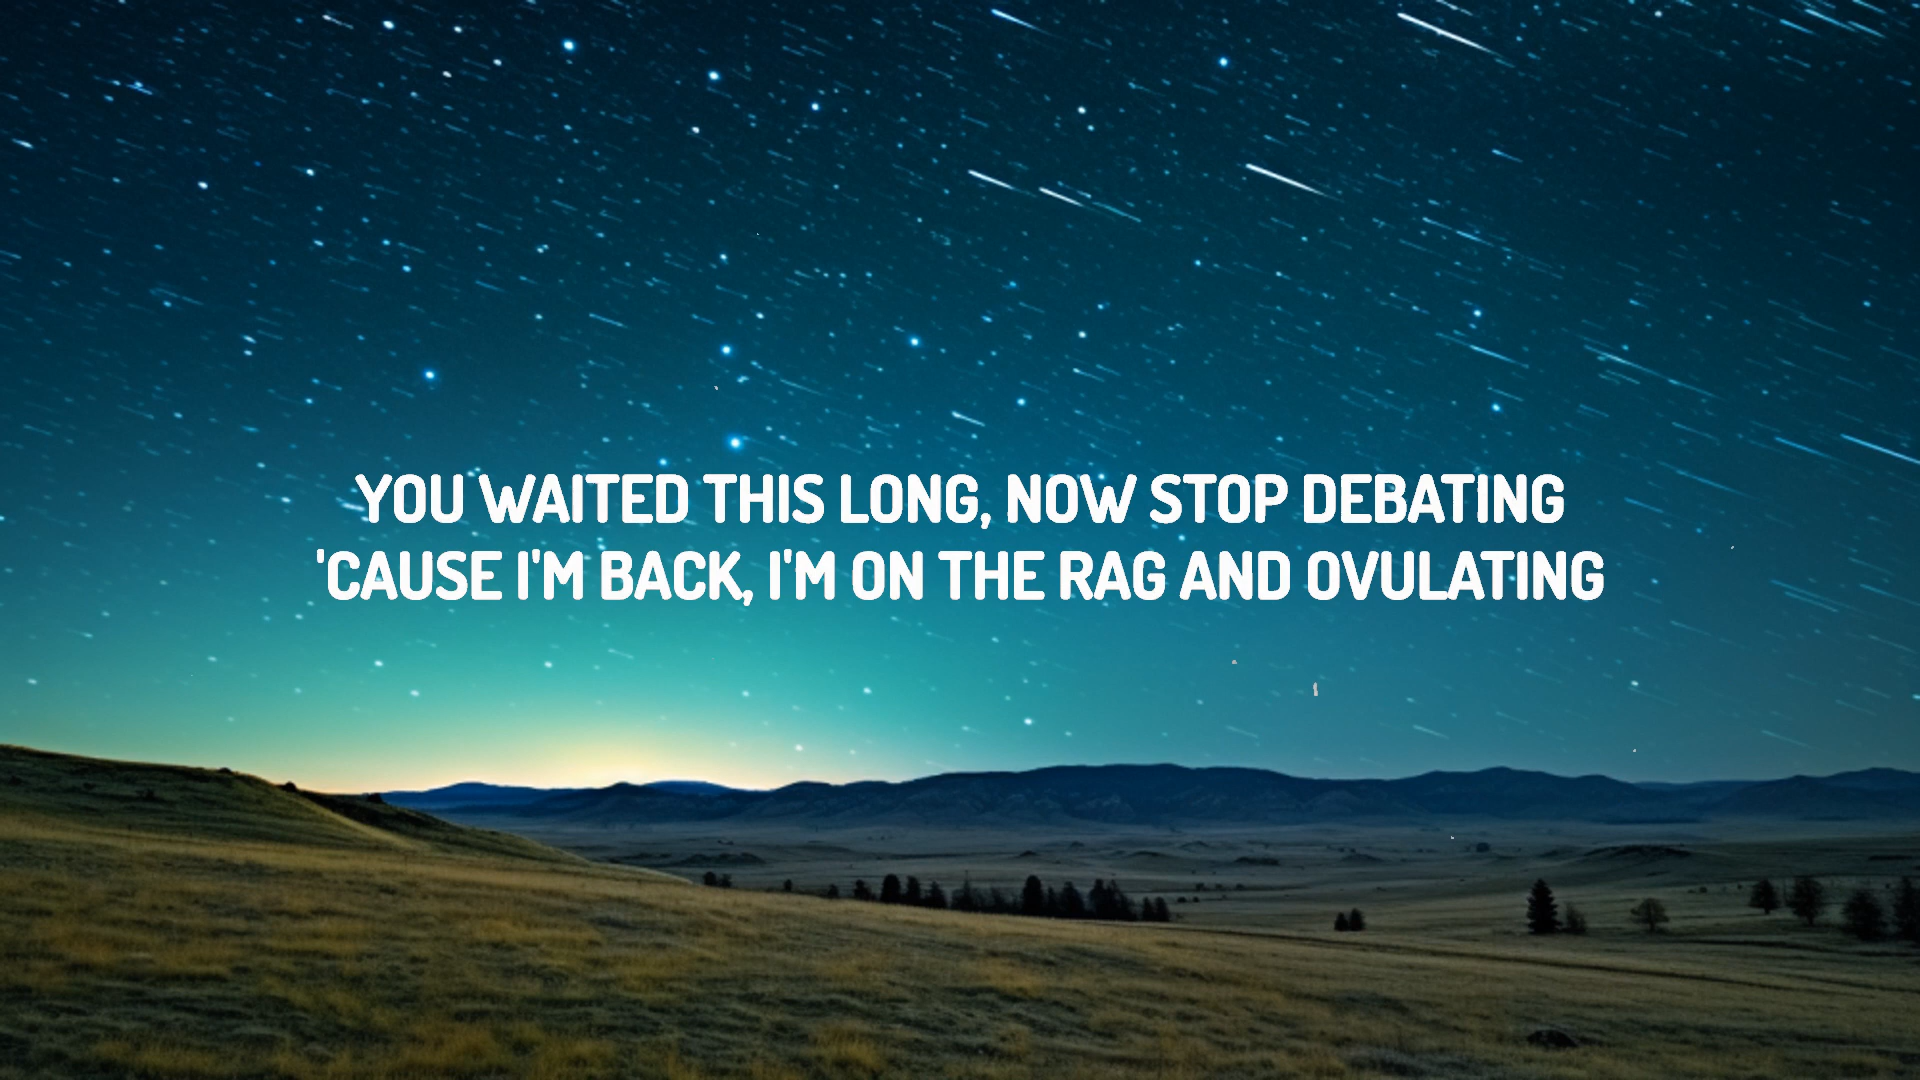 YOU WAITED THIS LONG, NOW STOP DEBATING
'CAUSE I'M BACK, I'M ON THE RAG AND OVULATING